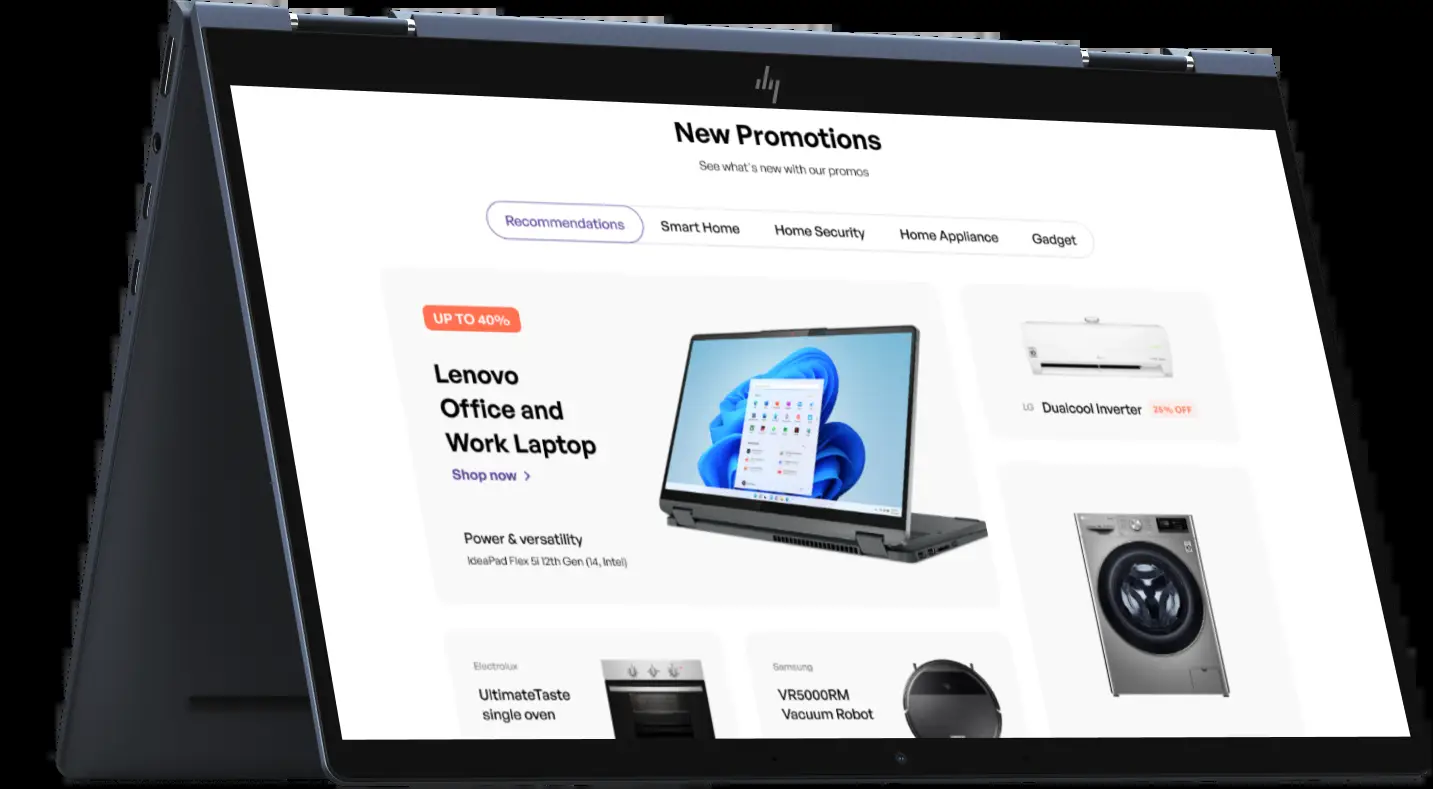 New Promotions
See what's new with our promos
Recommendations
Smart Home
Home Security
Home Appliance
Gadget
UP TO 40%
Lenovo
Office and
Work Laptop
Shop now
Power & versatility
IdeaPad Flex 5i 12th Gen (14, Intel)
LG Dualcool Inverter 25% OFF
Electrolux
UltimateTaste
single oven
Samsung
VR5000RM
Vacuum Robot